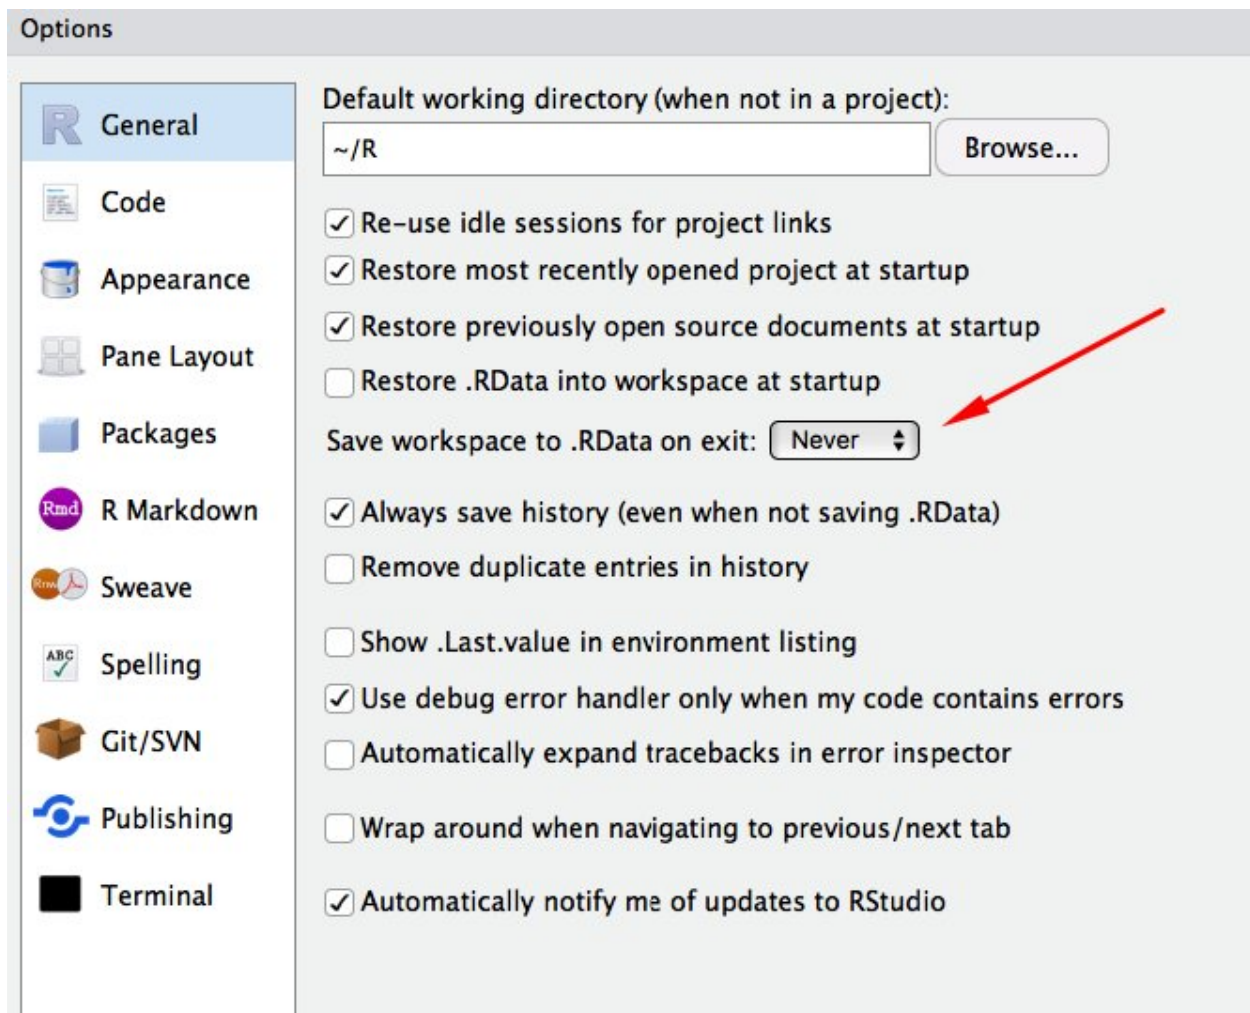 Options
General
Code
Appearance
Pane Layout
Packages
Rmd R Markdown
Rnw Sweave
ABC Spelling
Git/SVN
Publishing
Terminal
Default working directory (when not in a project):
~/R Browse...
Re-use idle sessions for project links
Restore most recently opened project at startup
Restore previously open source documents at startup
Restore .RData into workspace at startup
Save workspace to .RData on exit: Never
Always save history (even when not saving .RData)
Remove duplicate entries in history
Show .Last.value in environment listing
Use debug error handler only when my code contains errors
Automatically expand tracebacks in error inspector
Wrap around when navigating to previous/next tab
Automatically notify me of updates to RStudio